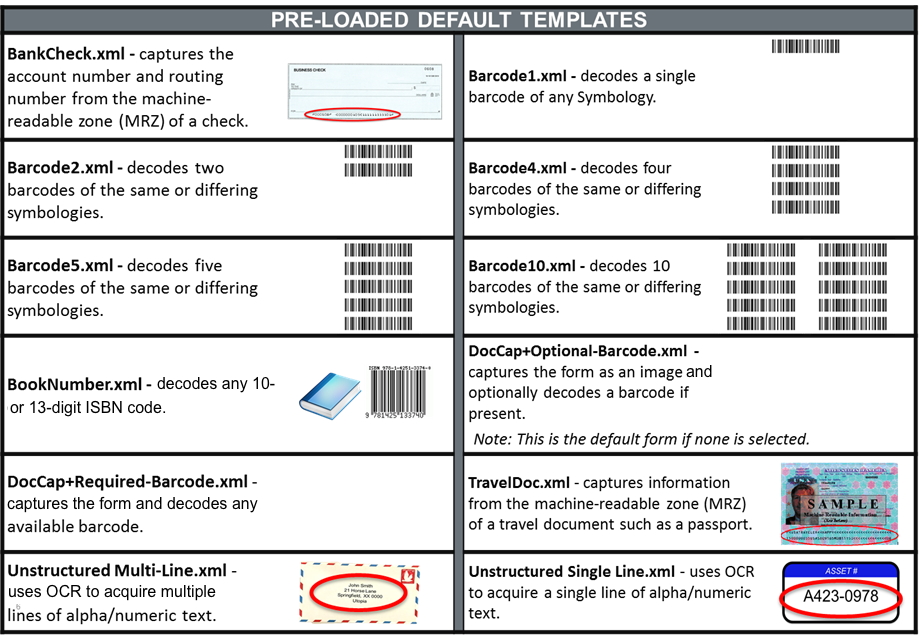 PRE-LOADED DEFAULT TEMPLATES
BankCheck.xml - captures the
account number and routing
number from the machine-
readable zone (MRZ) of a check.
BUSINESS CHECK
Barcode1.xml - decodes a single
barcode of any Symbology.
Barcode2.xml - decodes two
barcodes of the same or differing
symbologies.
Barcode4.xml - decodes four
barcodes of the same or differing
symbologies.
Barcode5.xml - decodes five
barcodes of the same or differing
symbologies.
Barcode10.xml - decodes 10
barcodes of the same or differing
symbologies.
BookNumber.xml - decodes any 10-
or 13-digit ISBN code.
ISBN 978-1-4251-3374-0
9 781425 133740
DocCap+Optional-Barcode.xml -
captures the form as an image and
optionally decodes a barcode if
present.
Note: This is the default form if none is selected.
DocCap+Required-Barcode.xml -
captures the form and decodes any
available barcode.
TravelDoc.xml - captures information
from the machine-readable zone (MRZ)
of a travel document such as a passport.
USA
SAMPLE
Machine Readable Information
Unstructured Multi-Line.xml -
uses OCR to acquire multiple
lines of alpha/numeric text.
6
John Smith
21 Horse Lane
Springfield, XX 0000
Utopia
Unstructured Single Line.xml - uses OCR
to acquire a single line of alpha/numeric
text.
ASSET #
A423-0978